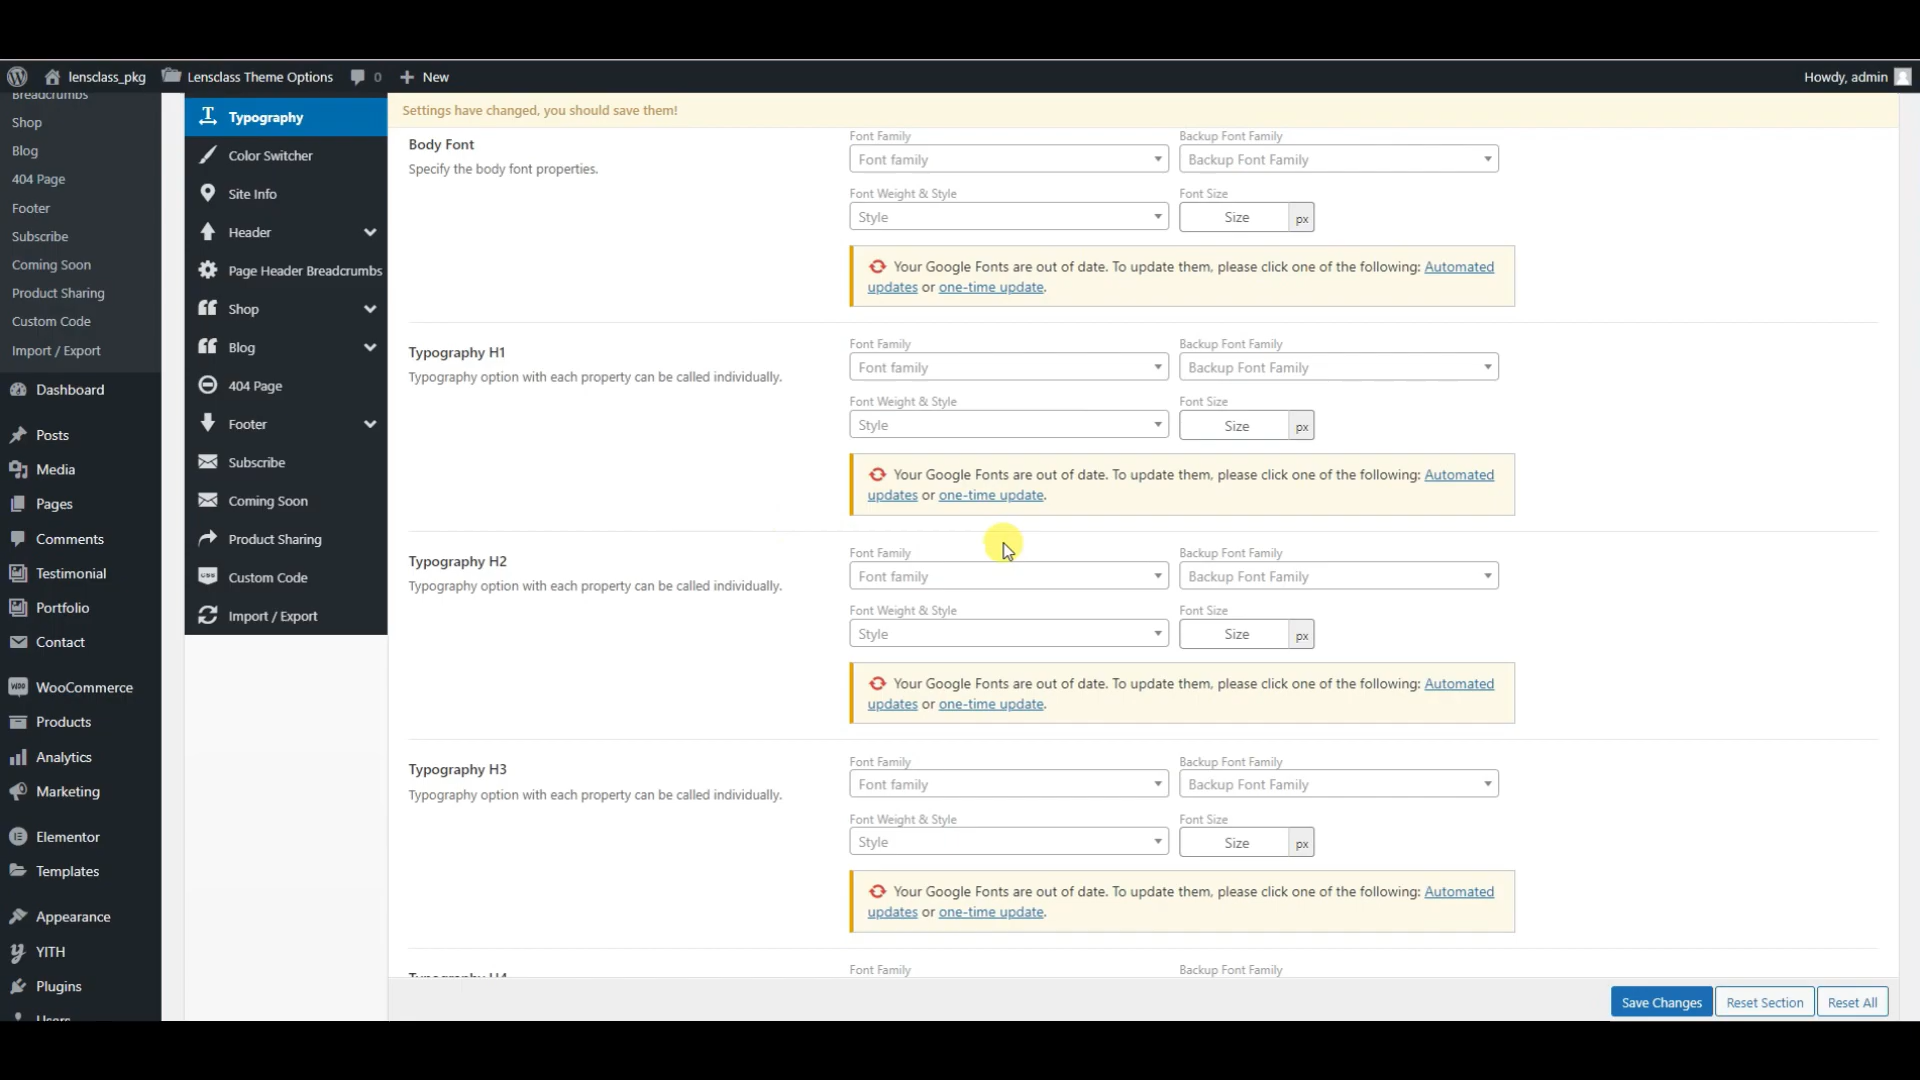 lensclass_pkg
Lensclass Theme Options
0
New
Howdy, admin
Breadcrumbs
Shop
Blog
404 Page
Footer
Subscribe
Coming Soon
Product Sharing
Custom Code
Import / Export
Dashboard
Posts
Media
Pages
Comments
Testimonial
Portfolio
Contact
WooCommerce
Products
Analytics
Marketing
Elementor
Templates
Appearance
YITH
Plugins
Users
Typography
Color Switcher
Site Info
Header
Page Header Breadcrumbs
Shop
Blog
404 Page
Footer
Subscribe
Coming Soon
Product Sharing
Custom Code
Import / Export
Settings have changed, you should save them!
Body Font
Specify the body font properties.
Font Family
Backup Font Family
Font family
Backup Font Family
Font Weight & Style
Font Size
Style
Size px
Your Google Fonts are out of date. To update them, please click one of the following: Automated
updates or one-time update.
Typography H1
Typography option with each property can be called individually.
Font Family
Backup Font Family
Font family
Backup Font Family
Font Weight & Style
Font Size
Style
Size px
Your Google Fonts are out of date. To update them, please click one of the following: Automated
updates or one-time update.
Typography H2
Typography option with each property can be called individually.
Font Family
Backup Font Family
Font family
Backup Font Family
Font Weight & Style
Font Size
Style
Size px
Your Google Fonts are out of date. To update them, please click one of the following: Automated
updates or one-time update.
Typography H3
Typography option with each property can be called individually.
Font Family
Backup Font Family
Font family
Backup Font Family
Font Weight & Style
Font Size
Style
Size px
Your Google Fonts are out of date. To update them, please click one of the following: Automated
updates or one-time update.
Typography H4
Font Family
Backup Font Family
Save Changes
Reset Section
Reset All